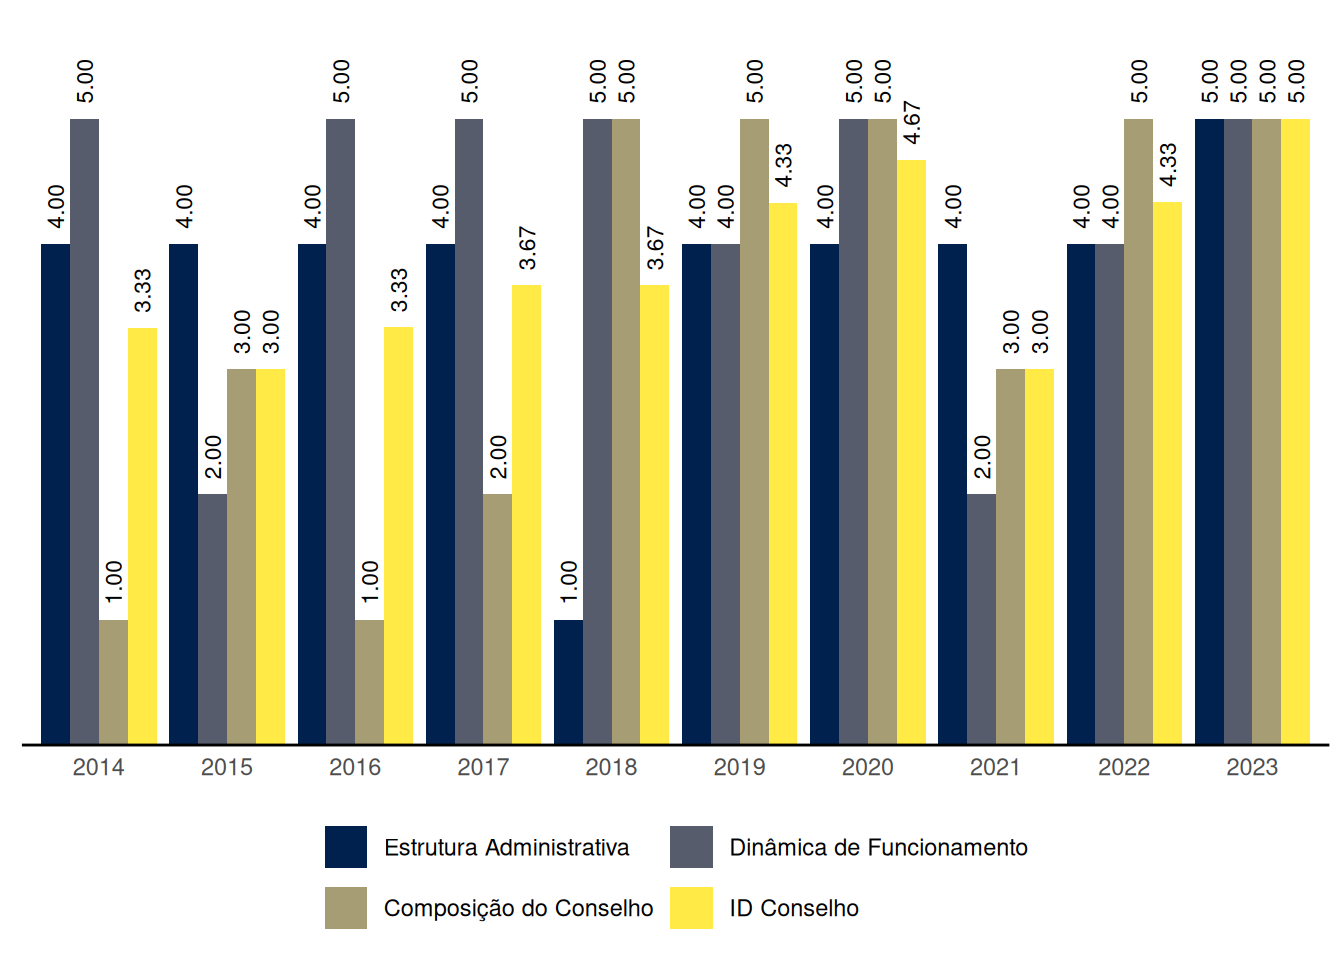 4.00 5.00 1.00 3.33 4.00 2.00 3.00 3.00 4.00 5.00 1.00 3.33 4.00 5.00 2.00 3.67 1.00 5.00 5.00 3.67 4.00 4.00 5.00 4.33 4.00 5.00 5.00 4.67 4.00 2.00 3.00 3.00 4.00 4.00 5.00 4.33 5.00 5.00 5.00 5.00
2014 2015 2016 2017 2018 2019 2020 2021 2022 2023
Estrutura Administrativa Dinâmica de Funcionamento
Composição do Conselho ID Conselho